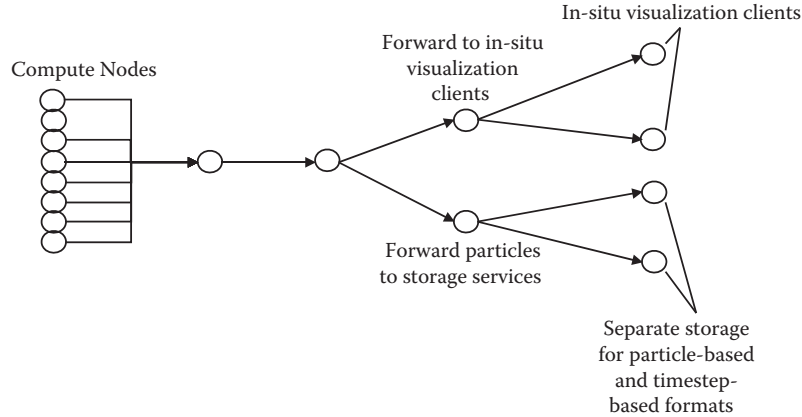 In-situ visualization clients
Forward to in-situ
visualization
clients
Compute Nodes
Forward particles
to storage services
Separate storage
for particle-based
and timestep-
based formats